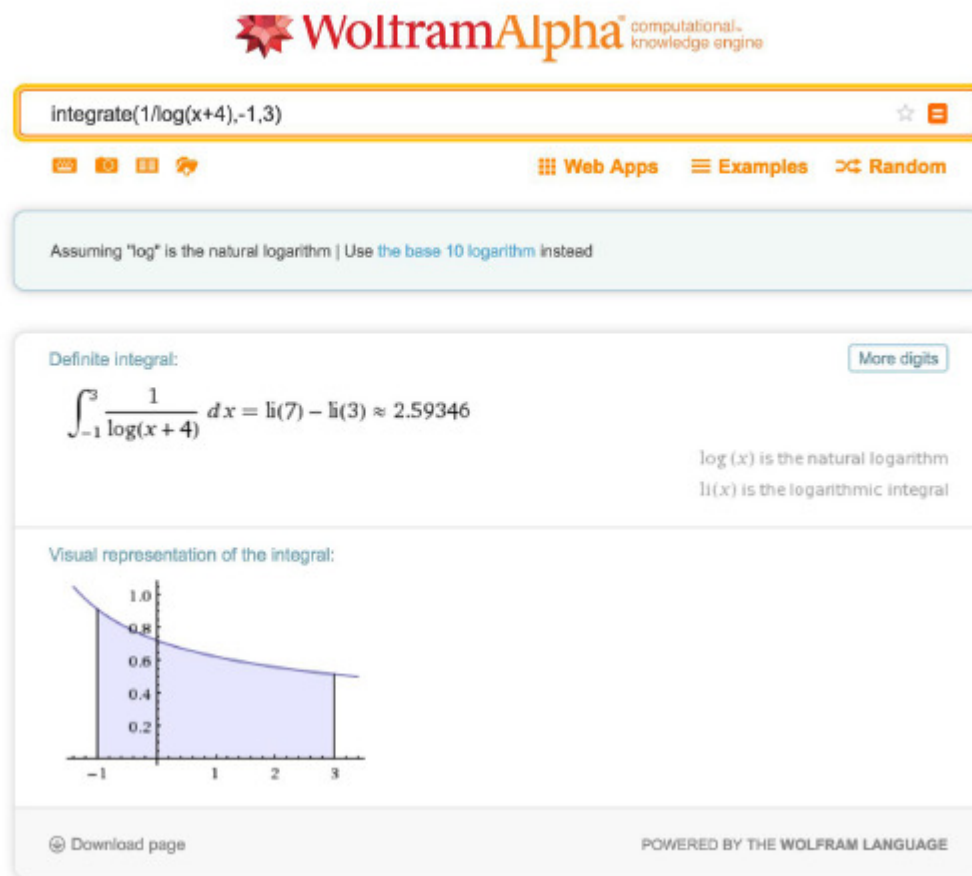 WolframAlpha computational knowledge engine
integrate(1/log(x+4),-1,3)
Web Apps Examples Random
Assuming "log" is the natural logarithm | Use the base 10 logarithm instead
Definite integral:
More digits
∫_{-1}^{3} 1/log(x + 4) dx = li(7) − li(3) ≈ 2.59346
log(x) is the natural logarithm
li(x) is the logarithmic integral
Visual representation of the integral:
1.0
0.8
0.6
0.4
0.2
-1 1 2 3
Download page
POWERED BY THE WOLFRAM LANGUAGE